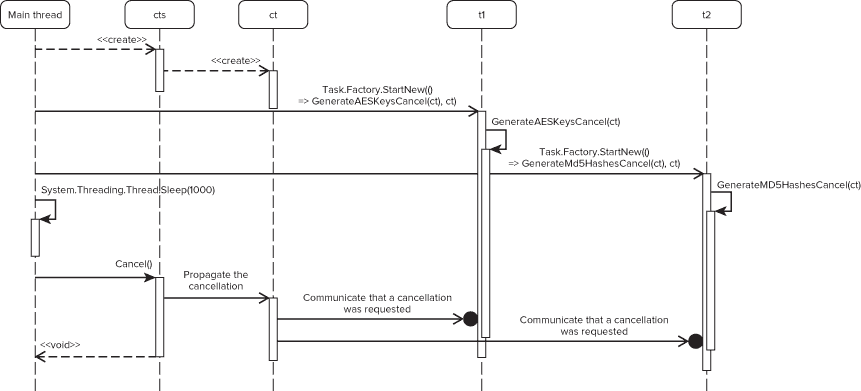 Main thread
cts
ct
t1
t2
<<create>>
<<create>>
Task.Factory.StartNew(()
=> GenerateAESKeysCancel(ct), ct)
GenerateAESKeysCancel(ct)
Task.Factory.StartNew(()
=> GenerateMd5HashesCancel(ct), ct)
GenerateMD5HashesCancel(ct)
System.Threading.Thread.Sleep(1000)
Cancel()
Propagate the
cancellation
Communicate that a cancellation
was requested
Communicate that a cancellation
was requested
<<void>>